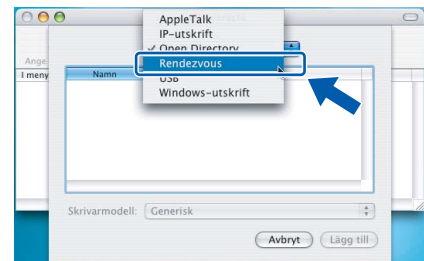 AppleTalk
IP-utskrift
✓ Open Directory
Rendezvous
USB
Windows-utskrift
Ange
I meny
Namn
Skrivarmodell: Generisk
Avbryt Lägg till